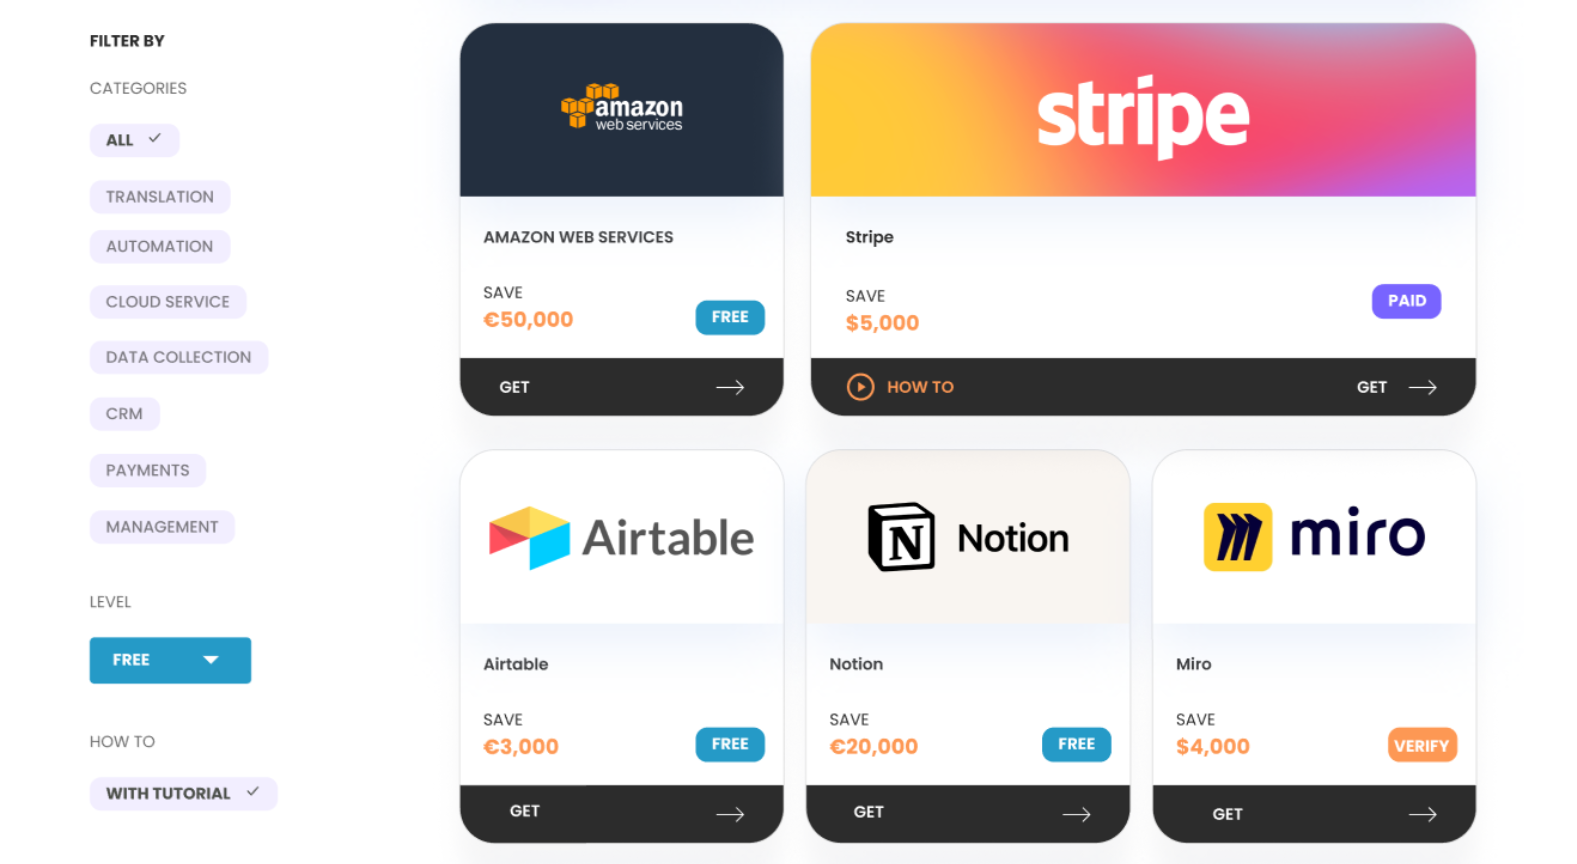 FILTER BY
CATEGORIES
ALL
TRANSLATION
AUTOMATION
CLOUD SERVICE
DATA COLLECTION
CRM
PAYMENTS
MANAGEMENT
LEVEL
FREE
HOW TO
WITH TUTORIAL
amazon
web services
AMAZON WEB SERVICES
SAVE
€50,000
FREE
GET
stripe
Stripe
SAVE
$5,000
PAID
HOW TO
GET
Airtable
Airtable
SAVE
€3,000
FREE
GET
N
Notion
Notion
SAVE
€20,000
FREE
GET
miro
Miro
SAVE
$4,000
VERIFY
GET